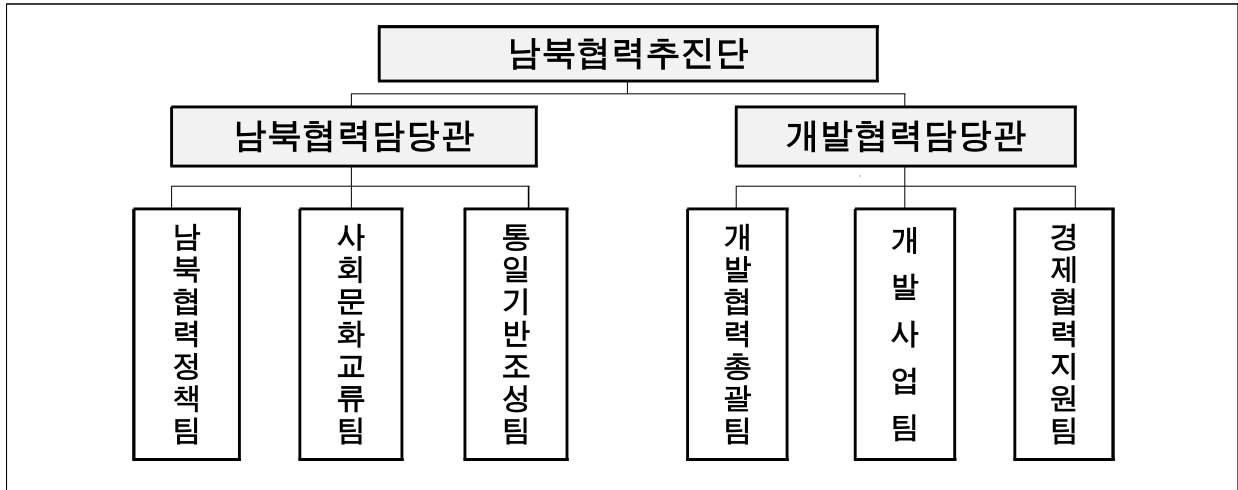 남북협력추진단
남북협력담당관
개발협력담당관
남북협력정책팀
사회문화교류팀
통일기반조성팀
개발협력총괄팀
개발사업팀
경제협력지원팀